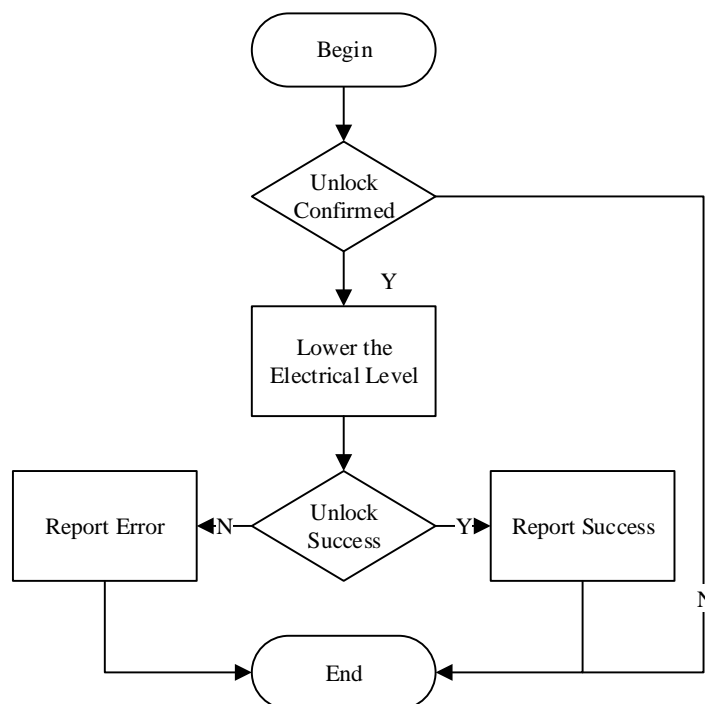 Begin
Unlock
Confirmed
Y
Lower the
Electrical Level
Report Error
N
Unlock
Success
Y
Report Success
N
End